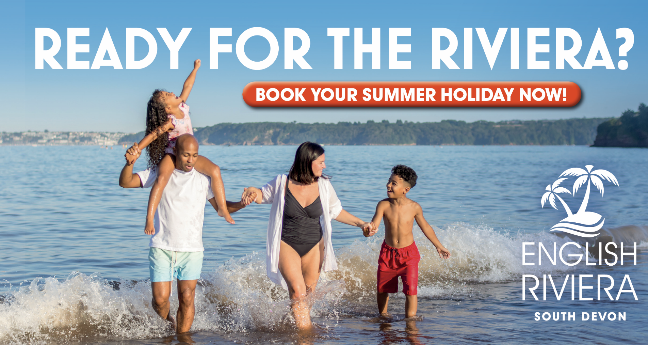 READY FOR THE RIVIERA?
BOOK YOUR SUMMER HOLIDAY NOW!
ENGLISH
RIVIERA
SOUTH DEVON